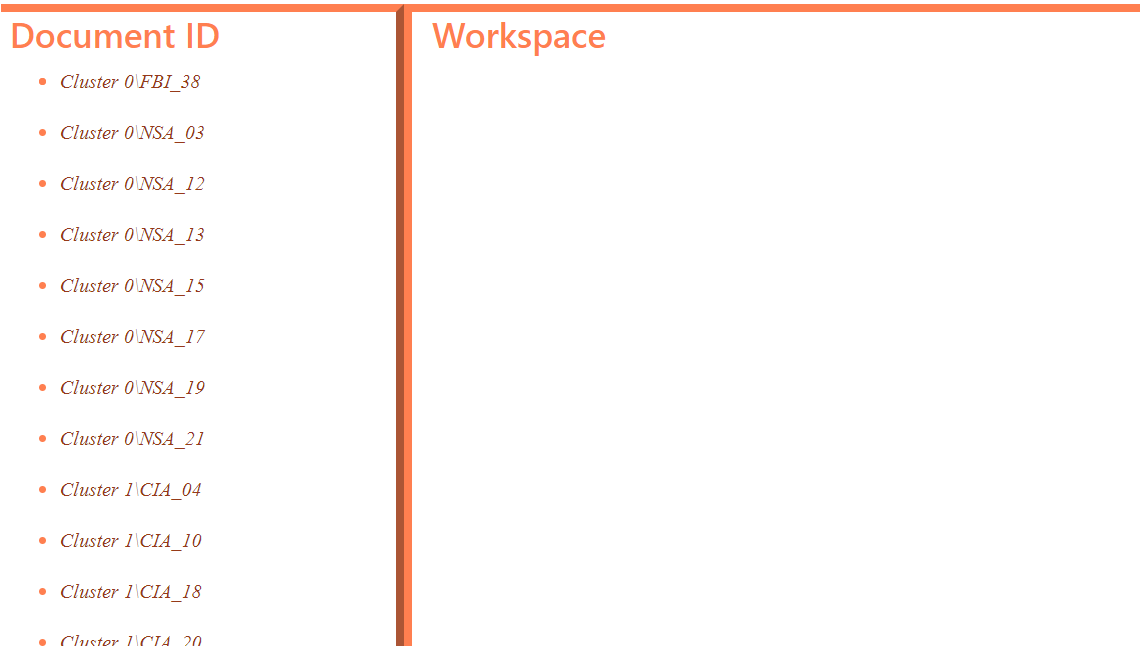 Document ID
Cluster 0\FBI_38
Cluster 0\NSA_03
Cluster 0\NSA_12
Cluster 0\NSA_13
Cluster 0\NSA_15
Cluster 0\NSA_17
Cluster 0\NSA_19
Cluster 0\NSA_21
Cluster 1\CIA_04
Cluster 1\CIA_10
Cluster 1\CIA_18
Cluster 1\CIA_20
Workspace